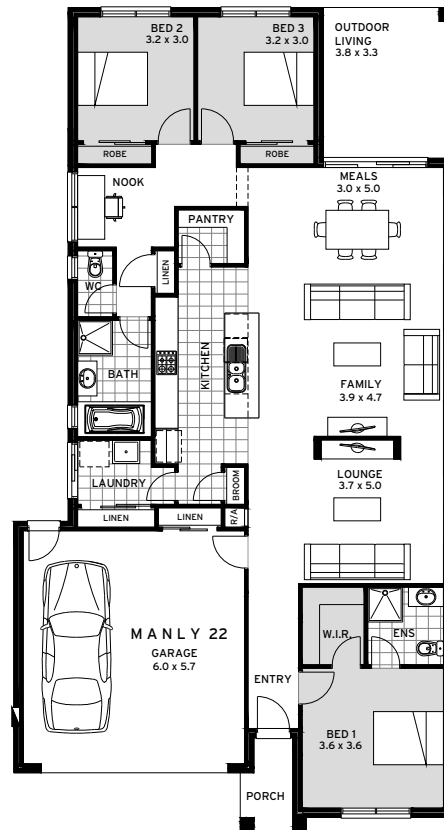 BED 2
3.2 x 3.0
BED 3
3.2 x 3.0
OUTDOOR
LIVING
3.8 x 3.3
ROBE
ROBE
MEALS
3.0 x 5.0
NOOK
PANTRY
WC
LINEN
KITCHEN
BATH
FAMILY
3.9 x 4.7
LOUNGE
3.7 x 5.0
LAUNDRY
BROOM
LINEN
LINEN
R/A
MANLY 22
GARAGE
6.0 x 5.7
W.I.R.
ENS
ENTRY
BED 1
3.6 x 3.6
PORCH